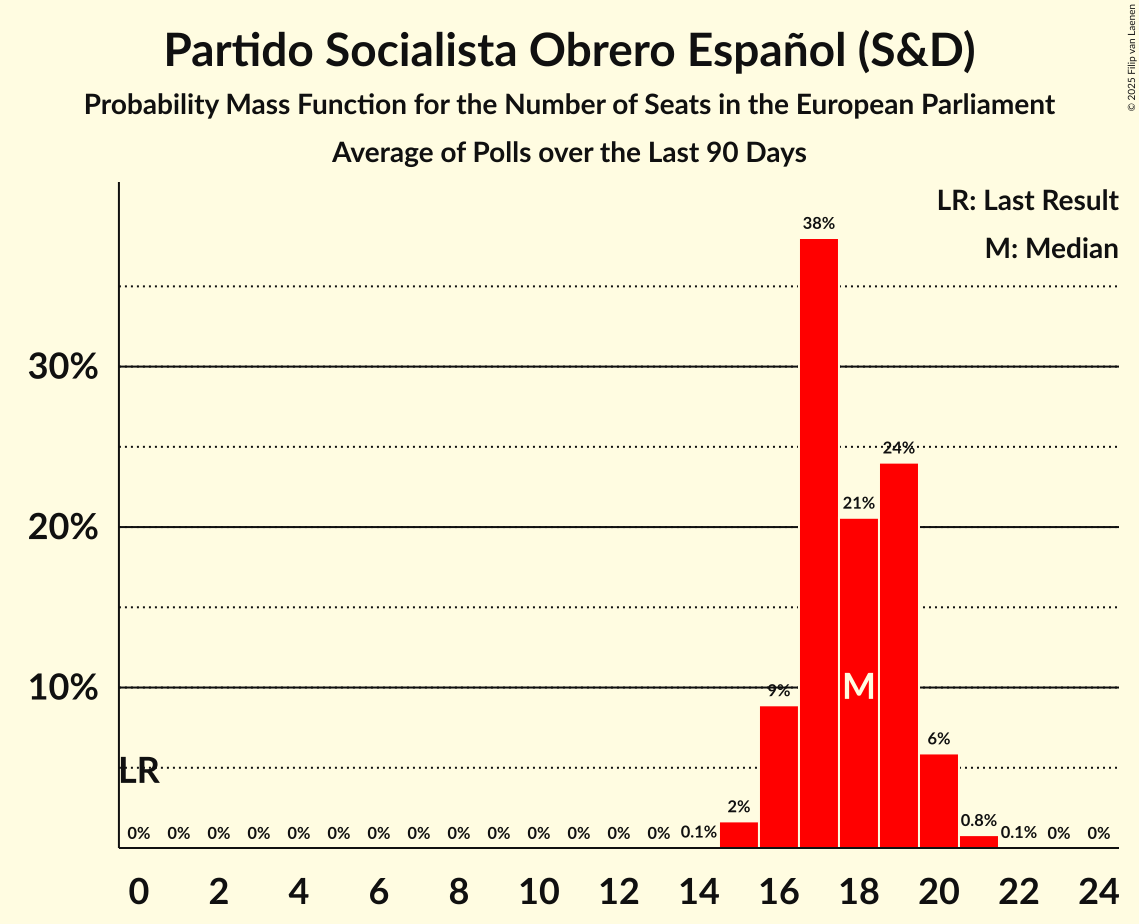 Partido Socialista Obrero Español (S&D)
Probability Mass Function for the Number of Seats in the European Parliament
Average of Polls over the Last 90 Days
© 2025 Filip van Laenen
LR: Last Result
M: Median
38%
30%
24%
21%
20%
10%
9%
M
6%
LR
2%
0.8%
0% 0% 0% 0% 0% 0% 0% 0% 0% 0% 0% 0% 0% 0% 0.1% 0.1% 0% 0%
0 2 4 6 8 10 12 14 16 18 20 22 24